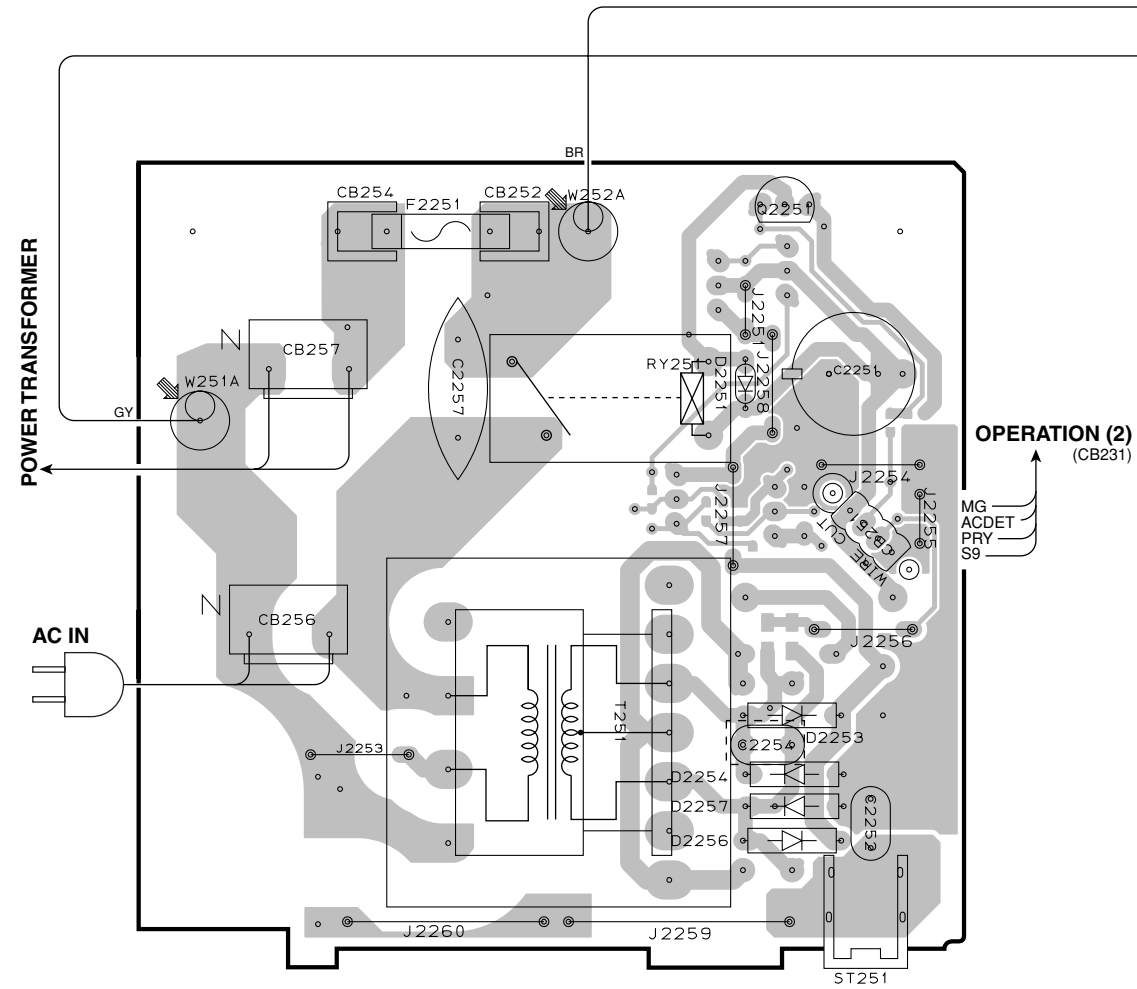 BR
CB254
F2251
CB252
W252A
Q2251
POWER TRANSFORMER
N
CB257
C2257
RY251
J2251
D2251
J2258
C2251
W251A
GY
OPERATION (2)
(CB231)
J2254
J2257
J2255
CB251
WIRE CUT
MG
ACDET
PRY
S9
N
CB256
AC IN
J2256
T251
J2253
C2254
D2253
D2254
D2257
C2252
D2256
J2260
J2259
ST251